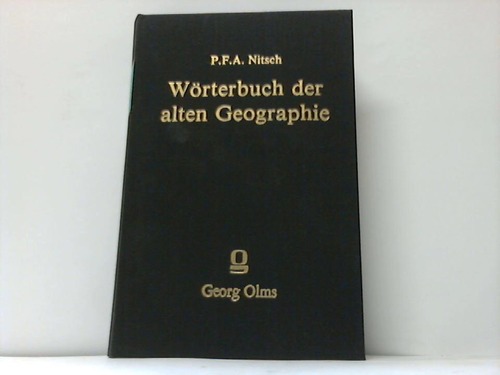 P.F.A. Nitsch
Wörterbuch der
alten Geographie
Georg Olms